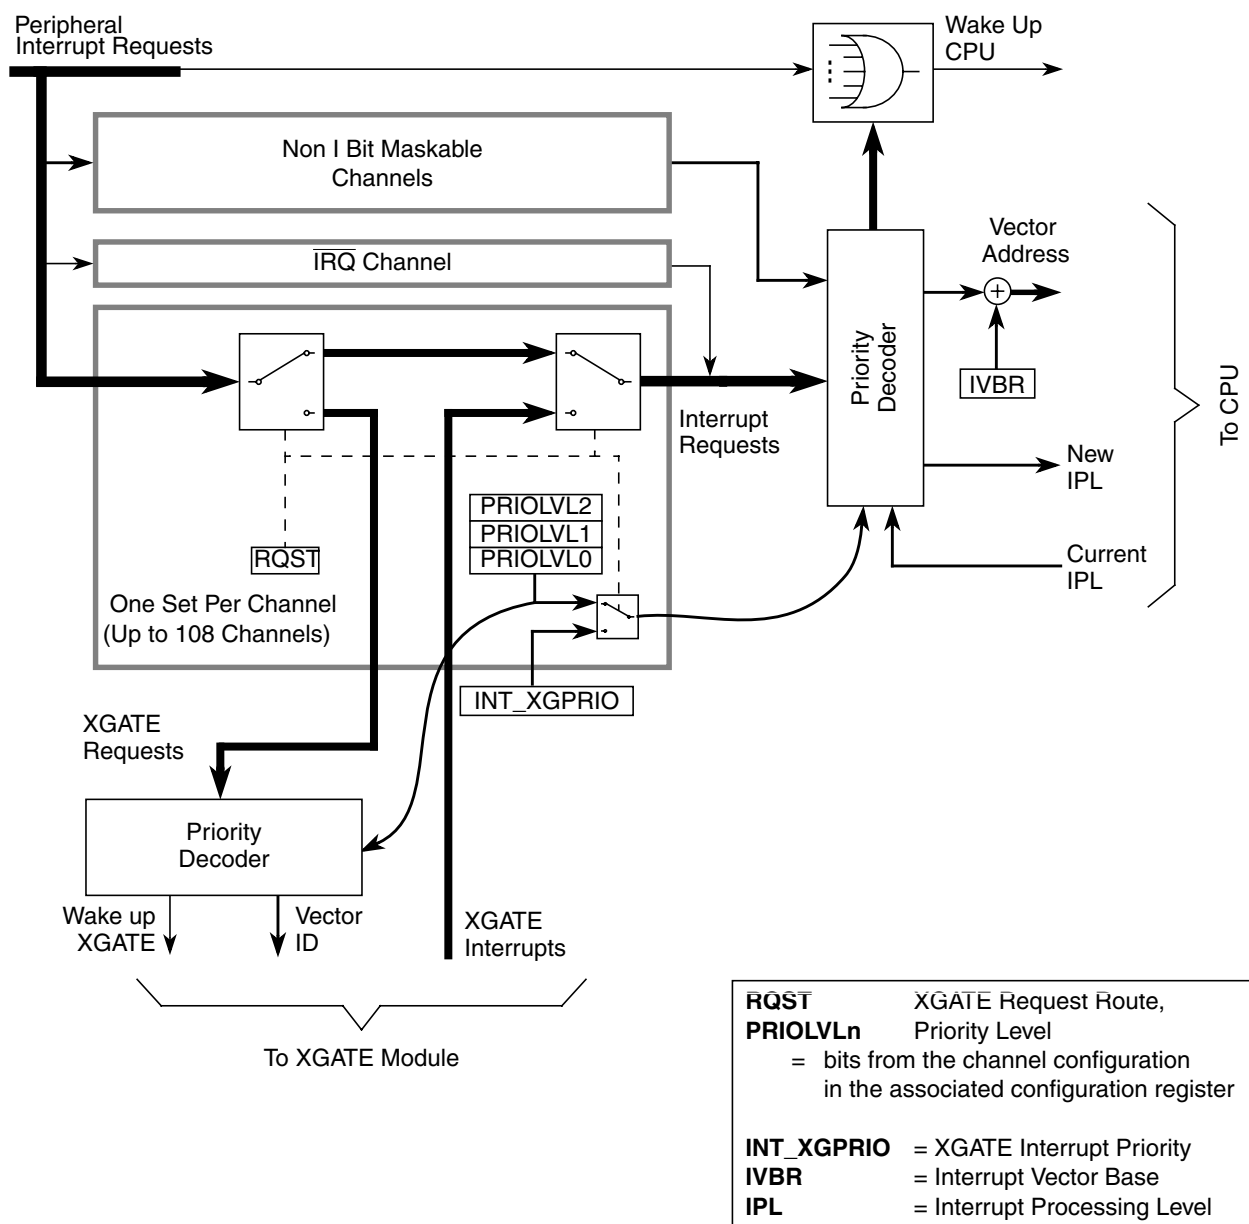 Peripheral
Interrupt Requests
Wake Up
CPU
Non I Bit Maskable
Channels
IRQ Channel
Vector
Address
+
IVBR
Priority
Decoder
To CPU
Interrupt
Requests
New
IPL
PRIOLVL2
PRIOLVL1
PRIOLVL0
RQST
Current
IPL
One Set Per Channel
(Up to 108 Channels)
INT_XGPRIO
XGATE
Requests
Priority
Decoder
Wake up
XGATE
Vector
ID
XGATE
Interrupts
To XGATE Module
RQST XGATE Request Route,
PRIOLVLn Priority Level
= bits from the channel configuration
in the associated configuration register
INT_XGPRIO = XGATE Interrupt Priority
IVBR = Interrupt Vector Base
IPL = Interrupt Processing Level